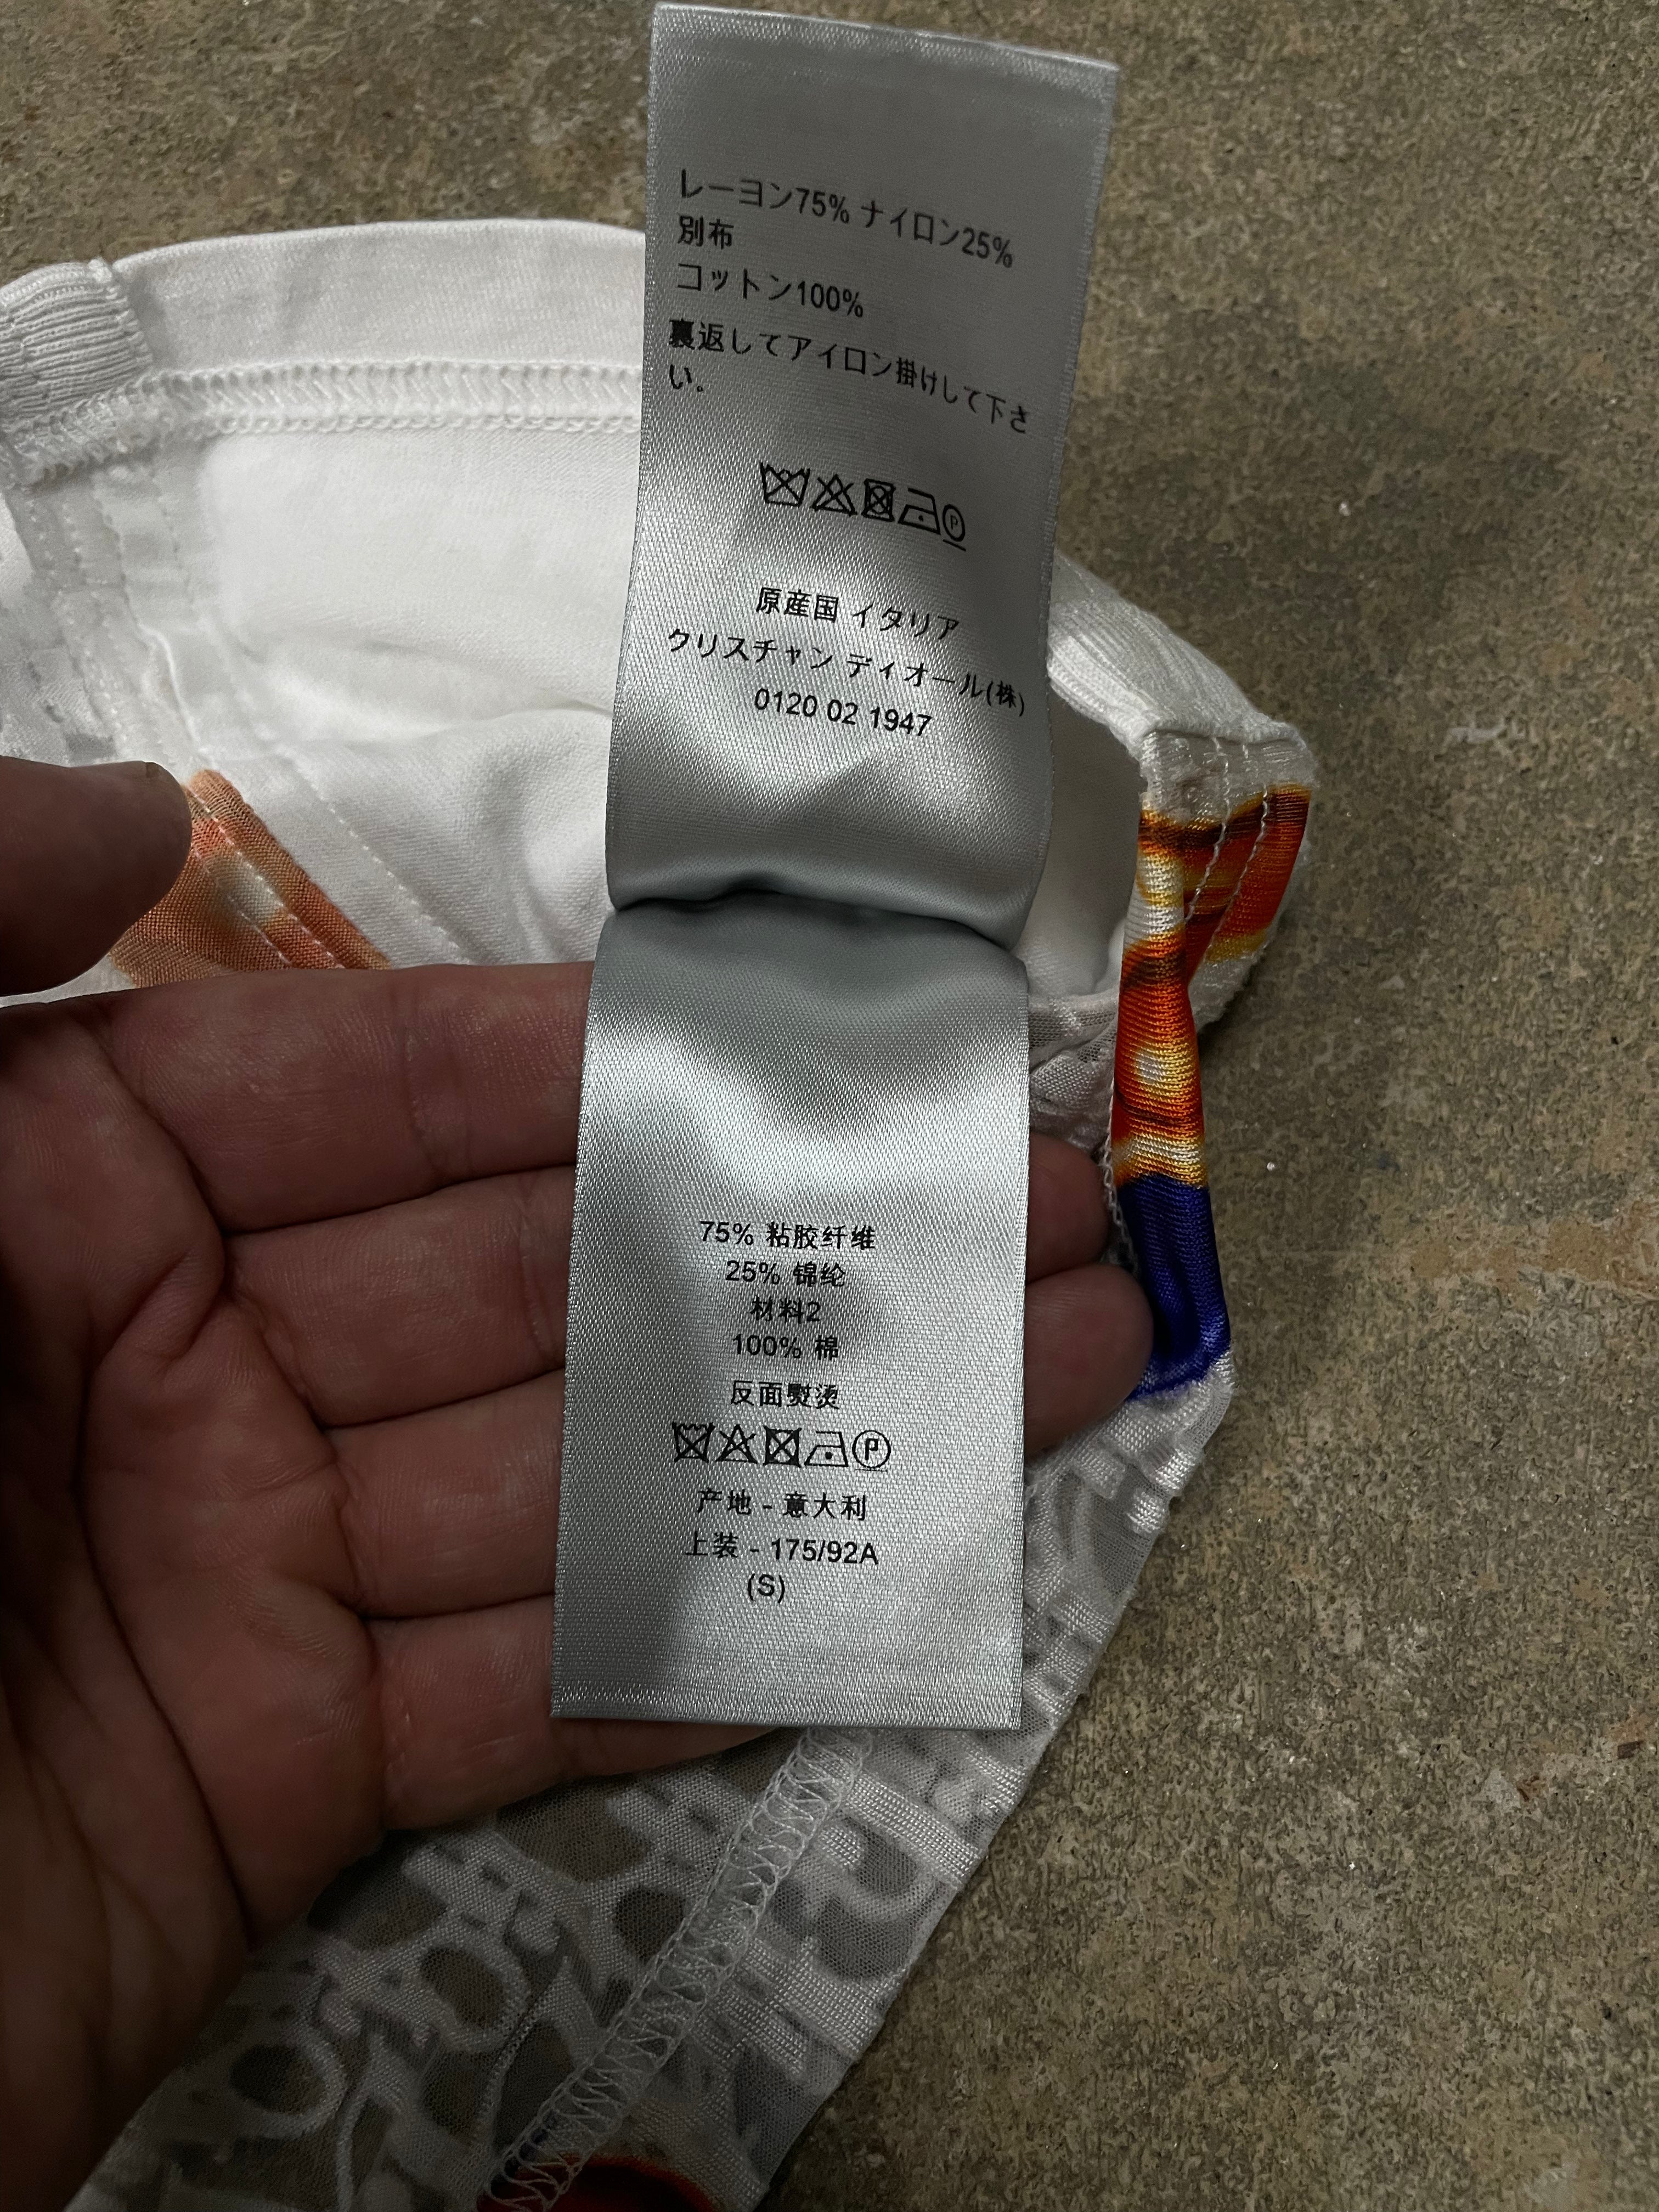 レーヨン75% ナイロン25%
別布
コットン100%
裏返してアイロン掛けして下さ
い。
P
原産国 イタリア
クリスチャン ディオール(株)
0120 02 1947
75% 粘胶纤维
25% 锦纶
材料2
100% 棉
反面熨烫
P
产地 - 意大利
上装 - 175/92A
(S)